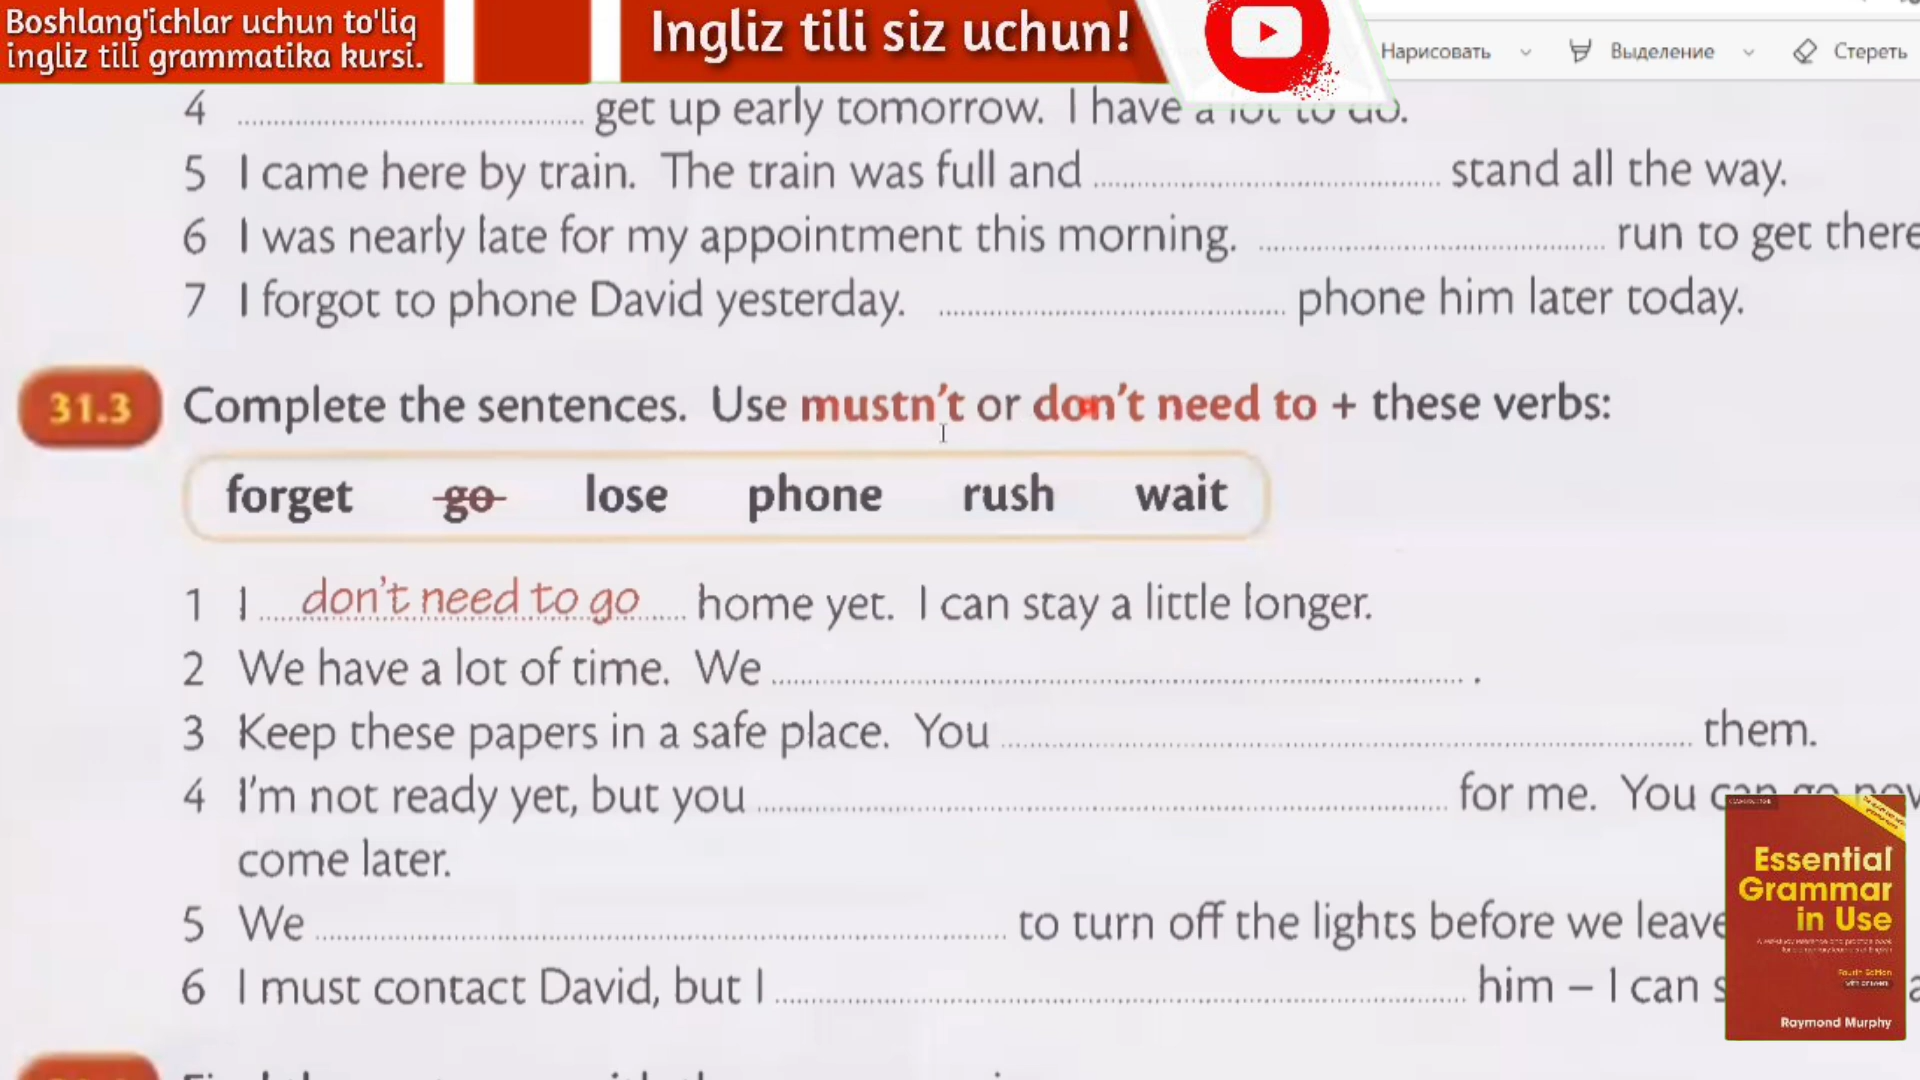 Boshlang'ichlar uchun to'liq
ingliz tili grammatika kursi.
Ingliz tili siz uchun!
Нарисовать
Выделение
Стереть
4 .......... get up early tomorrow. I have a lot to do.
5 I came here by train. The train was full and .......... stand all the way.
6 I was nearly late for my appointment this morning. .......... run to get there
7 I forgot to phone David yesterday. .......... phone him later today.
31.3 Complete the sentences. Use mustn't or don't need to + these verbs:
forget go lose phone rush wait
1 I don't need to go home yet. I can stay a little longer.
2 We have a lot of time. We .......... .
3 Keep these papers in a safe place. You .......... them.
4 I'm not ready yet, but you .......... for me. You can go
come later.
5 We .......... to turn off the lights before we leave
6 I must contact David, but I .......... him – I can
Essential
Grammar
in Use
Fourth Edition
Raymond Murphy